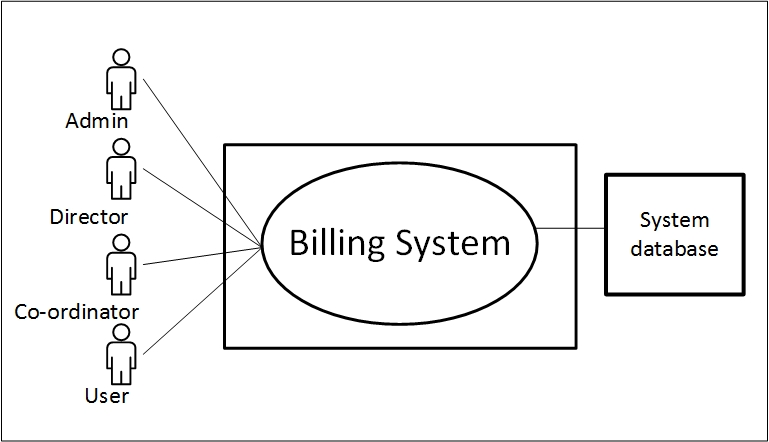 Admin
Director
Co-ordinator
User
Billing System
System
database